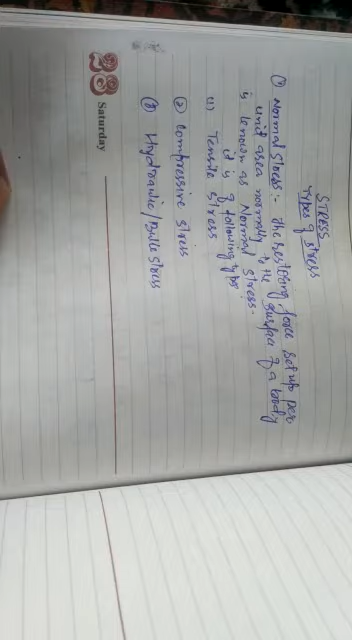 STRESS
Types of stress
① Normal Stress :- the restoring force set up per
unit area normally to the surface of a body
is known as Normal Stress.
it is of following type
(i) Tensile stress
② compressive stress
③ Hydraulic/Bulk stress
28
Saturday